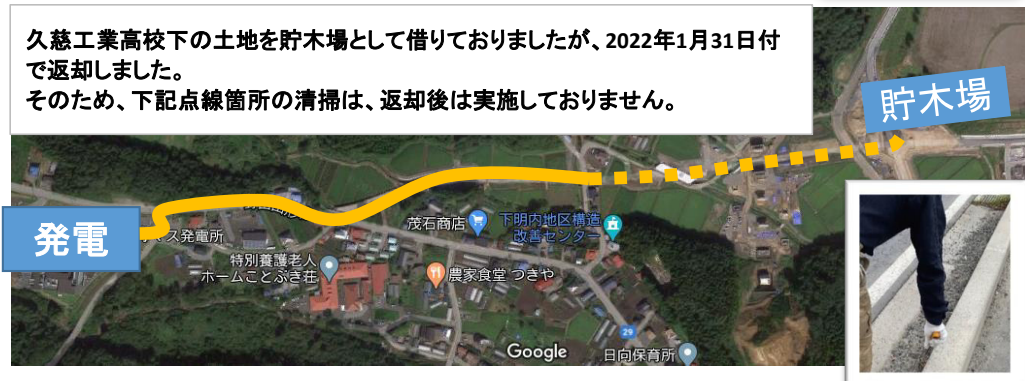 久慈工業高校下の土地を貯木場として借りておりましたが、2022年1月31日付
で返却しました。
そのため、下記点線箇所の清掃は、返却後は実施しておりません。
貯木場
発電
マス発電所
茂石商店
下明内地区構造
改善センター
特別養護老人
ホームことぶき荘
農家食堂 つきや
29
Google
日向保育所